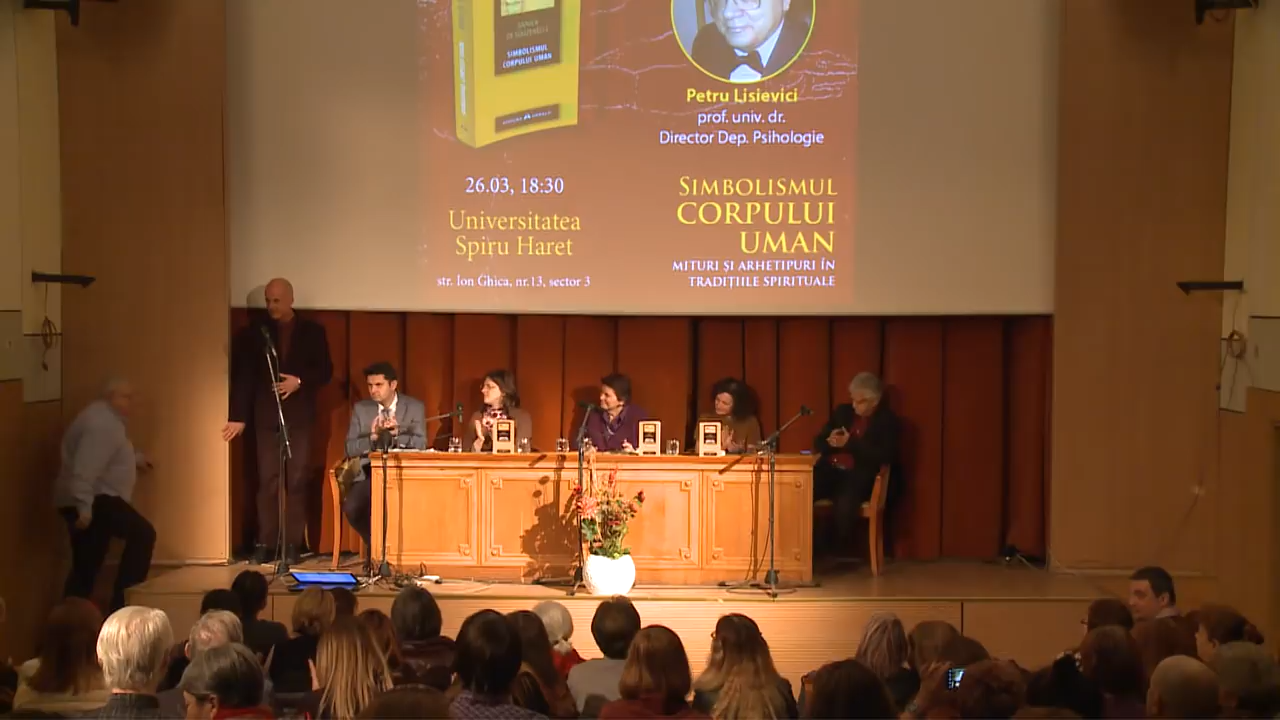 SIMBOLISMUL
CORPULUI UMAN
Petru Lisievici
prof. univ. dr.
Director Dep. Psihologie
26.03, 18:30
Universitatea
Spiru Haret
str. Ion Ghica, nr.13, sector 3
SIMBOLISMUL
CORPULUI
UMAN
MITURI ȘI ARHETIPURI ÎN
TRADIȚIILE SPIRITUALE